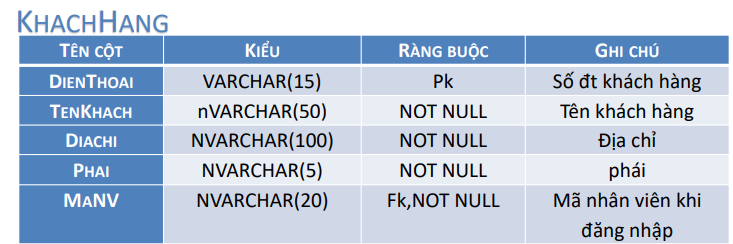 KHACHHANG
TÊN CỘT KIỂU RÀNG BUỘC GHI CHÚ
DIENTHOAI VARCHAR(15) Pk Số đt khách hàng
TENKHACH nVARCHAR(50) NOT NULL Tên khách hàng
DIACHI NVARCHAR(100) NOT NULL Địa chỉ
PHAI NVARCHAR(5) NOT NULL phái
MANV NVARCHAR(20) Fk,NOT NULL Mã nhân viên khi
đăng nhập